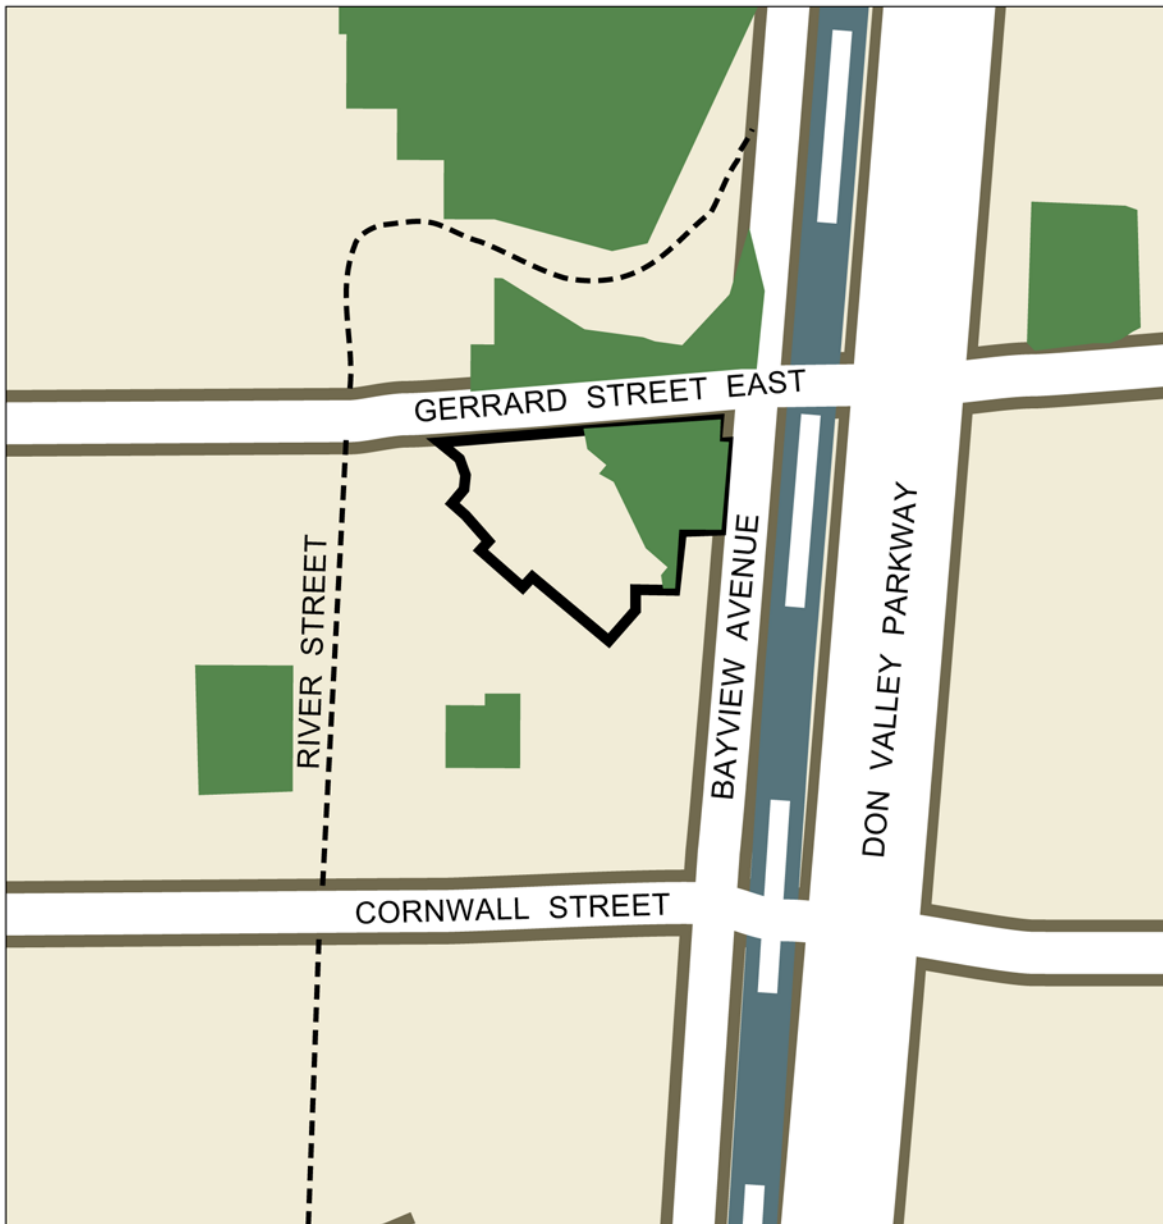 GERRARD STREET EAST
RIVER STREET
BAYVIEW AVENUE
DON VALLEY PARKWAY
CORNWALL STREET